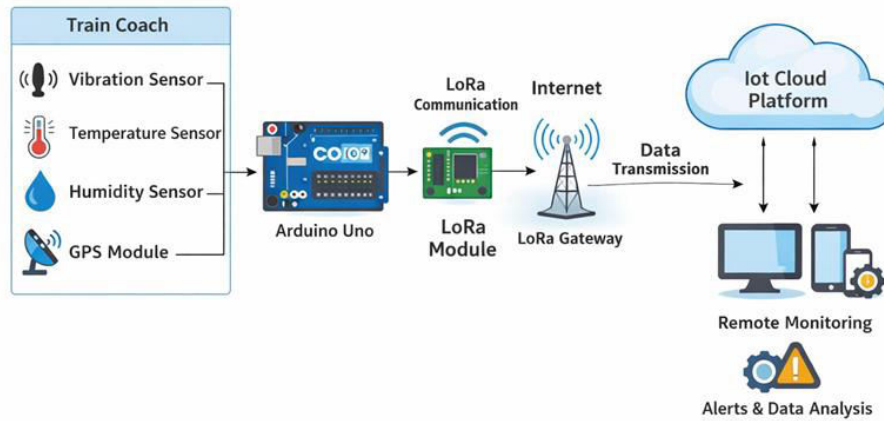 Train Coach
Vibration Sensor
Temperature Sensor
Humidity Sensor
GPS Module
Arduino Uno
LoRa
Communication
LoRa
Module
Internet
LoRa Gateway
Data
Transmission
Iot Cloud
Platform
Remote Monitoring
Alerts & Data Analysis